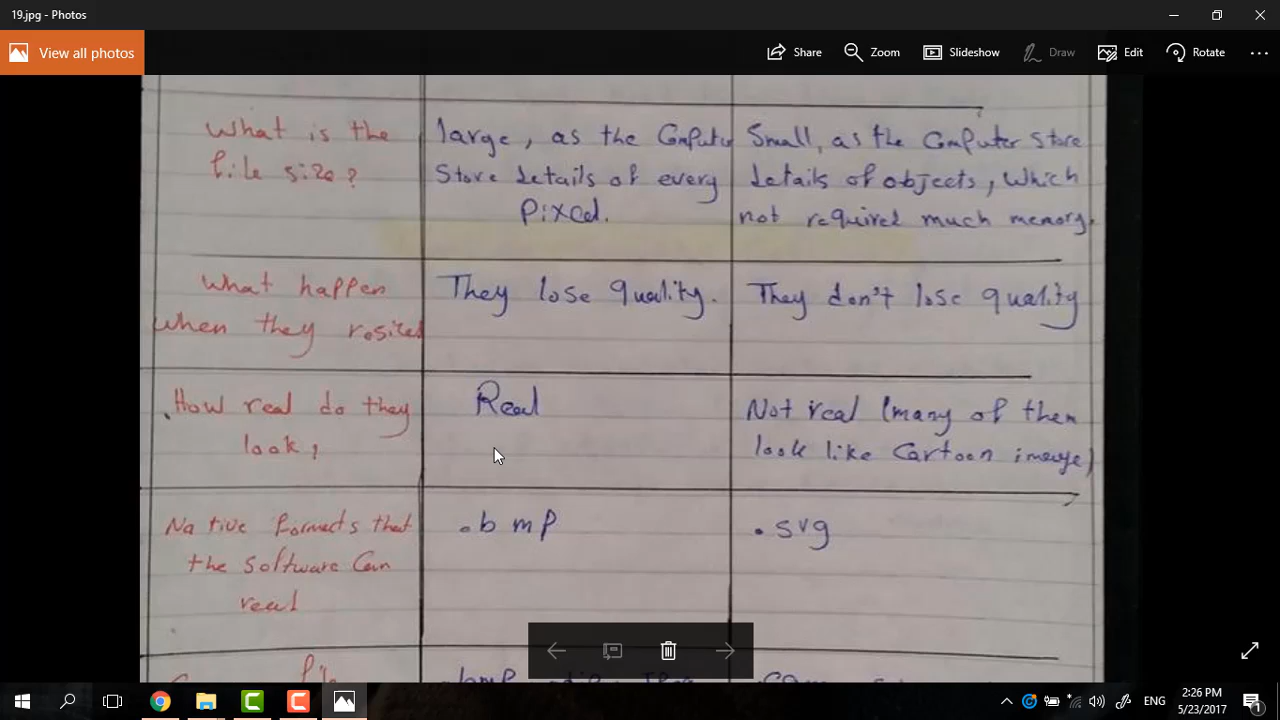 19.jpg - Photos
View all photos
Share
Zoom
Slideshow
Draw
Edit
Rotate
What is the
file size?
large, as the Computer
Store details of every
Pixcel.
Small, as the Computer store
details of objects, which
not required much memory.
What happen
when they resized
They lose quality.
They don't lose quality
How real do they
look,
Real
Not real (many of them
look like Cartoon image)
Native formats that
the software Can
read
.bmp
.svg
file
.bmp
ENG
2:26 PM
5/23/2017
1